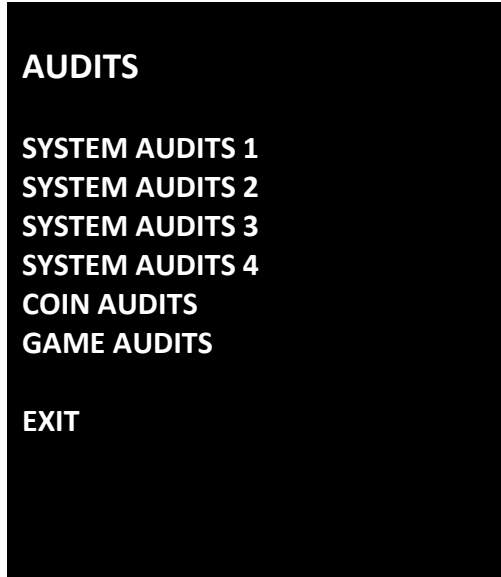 AUDITS
SYSTEM AUDITS 1
SYSTEM AUDITS 2
SYSTEM AUDITS 3
SYSTEM AUDITS 4
COIN AUDITS
GAME AUDITS
EXIT